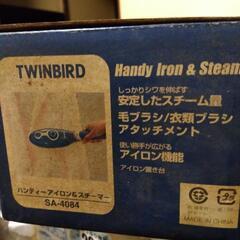 TWINBIRD
Handy Iron & Steam
しっかりシワを伸ばす
安定したスチーム量
毛ブラシ/衣類ブラシ
アタッチメント
使い勝手が広がる
アイロン機能
アイロン置き台
ハンディーアイロン&スチーマー
SA-4084
MADE IN CHINA